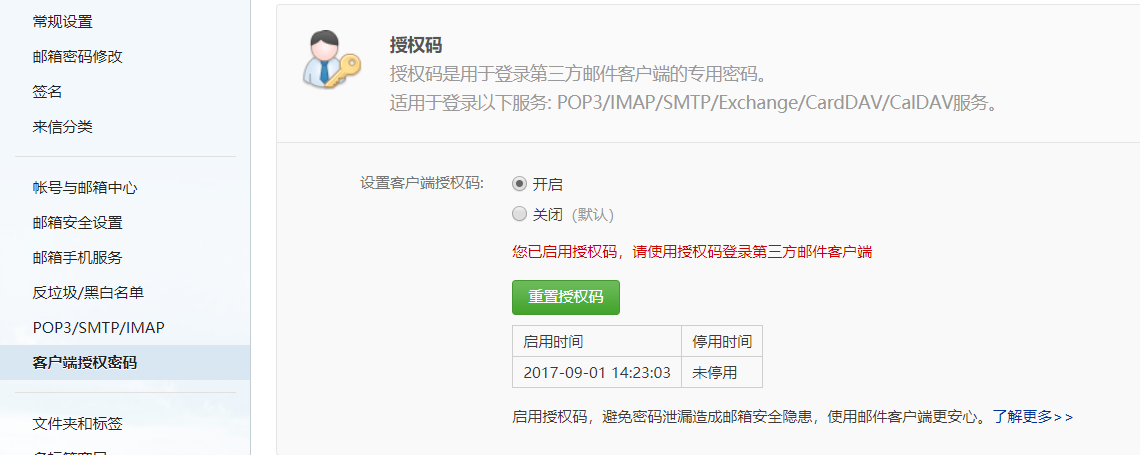 常规设置
邮箱密码修改
签名
来信分类
帐号与邮箱中心
邮箱安全设置
邮箱手机服务
反垃圾/黑白名单
POP3/SMTP/IMAP
客户端授权密码
文件夹和标签
授权码
授权码是用于登录第三方邮件客户端的专用密码。
适用于登录以下服务: POP3/IMAP/SMTP/Exchange/CardDAV/CalDAV服务。
设置客户端授权码: 开启
关闭（默认）
您已启用授权码，请使用授权码登录第三方邮件客户端
重置授权码
启用时间 停用时间
2017-09-01 14:23:03 未停用
启用授权码，避免密码泄漏造成邮箱安全隐患，使用邮件客户端更安心。了解更多>>